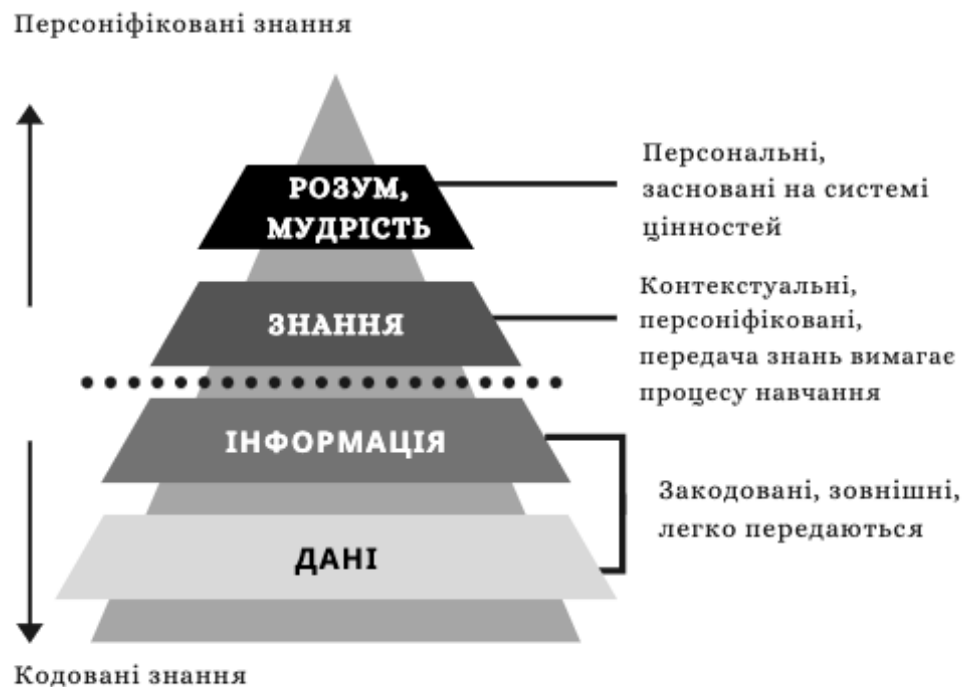 Персоніфіковані знання
РОЗУМ,
МУДРІСТЬ
Персональні,
засновані на системі
цінностей
ЗНАННЯ
Контекстуальні,
персоніфіковані,
передача знань вимагає
процесу навчання
ІНФОРМАЦІЯ
Закодовані, зовнішні,
легко передаються
ДАНІ
Кодовані знання